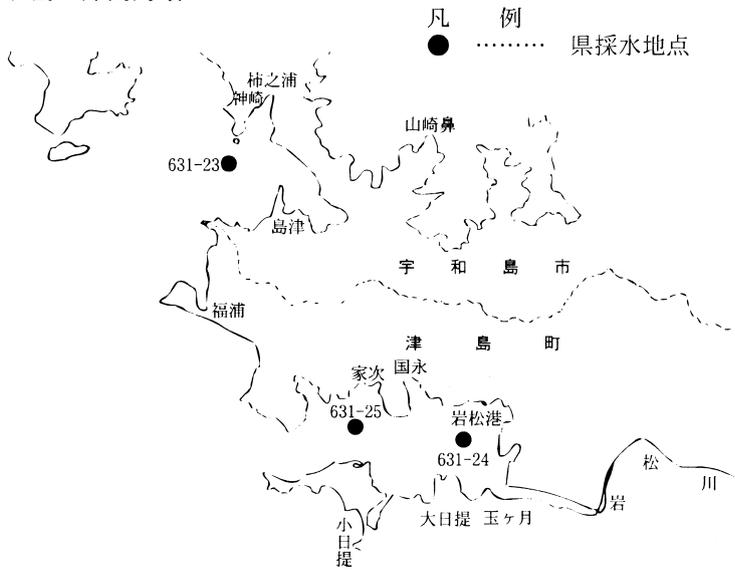 凡 例
● ……… 県採水地点
柿之浦
神崎
山崎鼻
631-23
島津
宇和島市
福浦
津島町
国永
家次
631-25
岩松港
631-24
岩松川
大日提 玉ヶ月
小日提